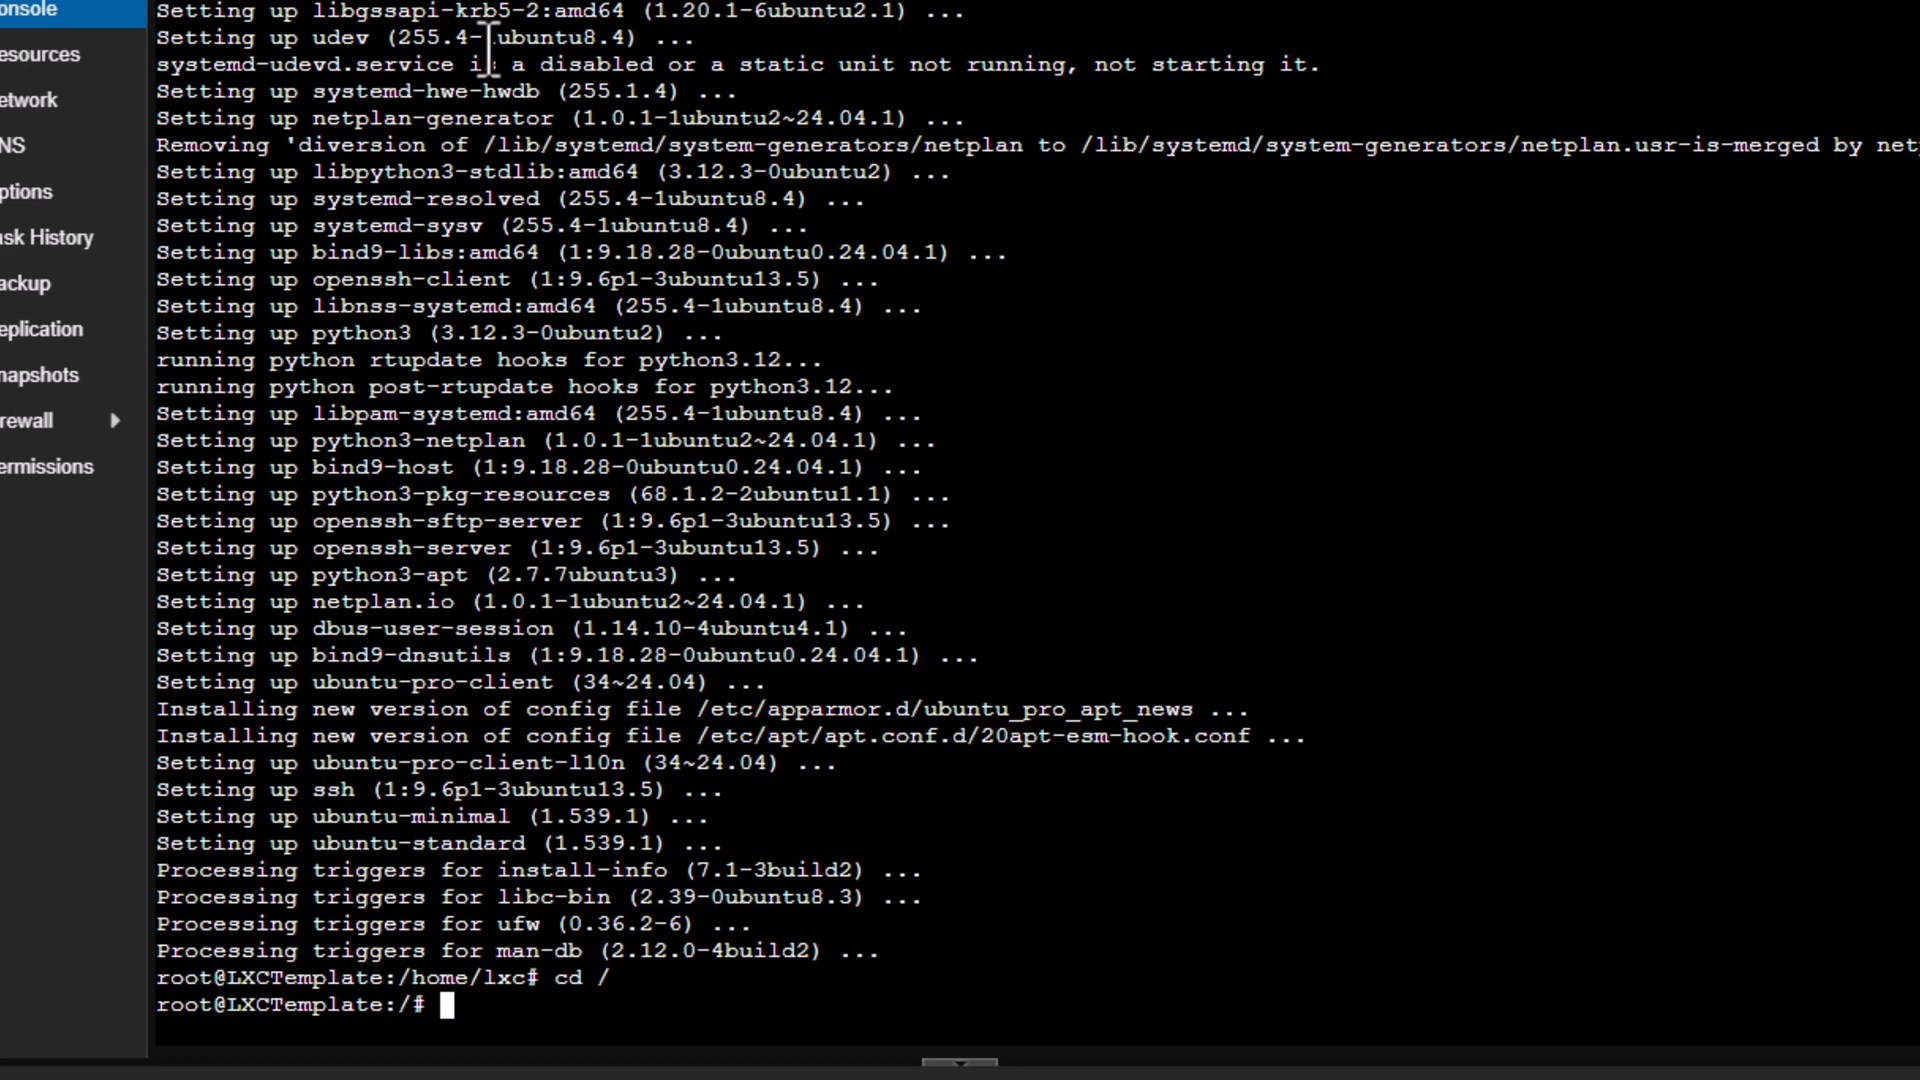 onsole
esources
etwork
NS
ptions
ask History
ackup
eplication
napshots
rewall
ermissions
Setting up libgssapi-krb5-2:amd64 (1.20.1-6ubuntu2.1) ...
Setting up udev (255.4-1ubuntu8.4) ...
systemd-udevd.service is a disabled or a static unit not running, not starting it.
Setting up systemd-hwe-hwdb (255.1.4) ...
Setting up netplan-generator (1.0.1-1ubuntu2~24.04.1) ...
Removing 'diversion of /lib/systemd/system-generators/netplan to /lib/systemd/system-generators/netplan.usr-is-merged by netp
Setting up libpython3-stdlib:amd64 (3.12.3-0ubuntu2) ...
Setting up systemd-resolved (255.4-1ubuntu8.4) ...
Setting up systemd-sysv (255.4-1ubuntu8.4) ...
Setting up bind9-libs:amd64 (1:9.18.28-0ubuntu0.24.04.1) ...
Setting up openssh-client (1:9.6p1-3ubuntu13.5) ...
Setting up libnss-systemd:amd64 (255.4-1ubuntu8.4) ...
Setting up python3 (3.12.3-0ubuntu2) ...
running python rtupdate hooks for python3.12...
running python post-rtupdate hooks for python3.12...
Setting up libpam-systemd:amd64 (255.4-1ubuntu8.4) ...
Setting up python3-netplan (1.0.1-1ubuntu2~24.04.1) ...
Setting up bind9-host (1:9.18.28-0ubuntu0.24.04.1) ...
Setting up python3-pkg-resources (68.1.2-2ubuntu1.1) ...
Setting up openssh-sftp-server (1:9.6p1-3ubuntu13.5) ...
Setting up openssh-server (1:9.6p1-3ubuntu13.5) ...
Setting up python3-apt (2.7.7ubuntu3) ...
Setting up netplan.io (1.0.1-1ubuntu2~24.04.1) ...
Setting up dbus-user-session (1.14.10-4ubuntu4.1) ...
Setting up bind9-dnsutils (1:9.18.28-0ubuntu0.24.04.1) ...
Setting up ubuntu-pro-client (34~24.04) ...
Installing new version of config file /etc/apparmor.d/ubuntu_pro_apt_news ...
Installing new version of config file /etc/apt/apt.conf.d/20apt-esm-hook.conf ...
Setting up ubuntu-pro-client-l10n (34~24.04) ...
Setting up ssh (1:9.6p1-3ubuntu13.5) ...
Setting up ubuntu-minimal (1.539.1) ...
Setting up ubuntu-standard (1.539.1) ...
Processing triggers for install-info (7.1-3build2) ...
Processing triggers for libc-bin (2.39-0ubuntu8.3) ...
Processing triggers for ufw (0.36.2-6) ...
Processing triggers for man-db (2.12.0-4build2) ...
root@LXCTemplate:/home/lxc# cd /
root@LXCTemplate:/#